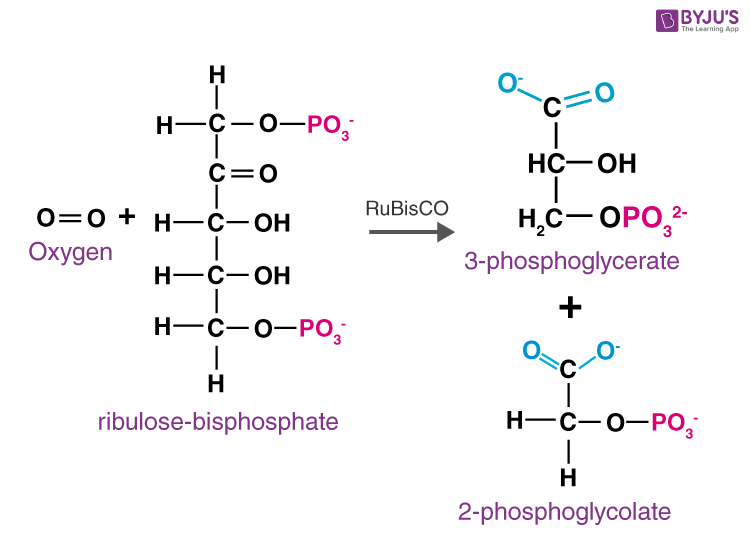 BYJU'S
The Learning App
H
H—C—O—PO₃⁻
C=O
O=O + H—C—OH
Oxygen
H—C—OH
H—C—O—PO₃⁻
H
ribulose-bisphosphate
RuBisCO
O⁻ C=O
HC—OH
H₂C—OPO₃²⁻
3-phosphoglycerate
+
O=C O⁻
H—C—O—PO₃⁻
H
2-phosphoglycolate